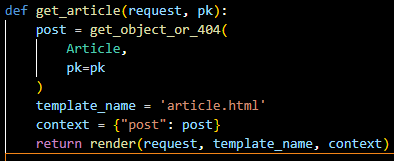 def get_article(request, pk):
    post = get_object_or_404(
        Article,
        pk=pk
    )
    template_name = 'article.html'
    context = {"post": post}
    return render(request, template_name, context)